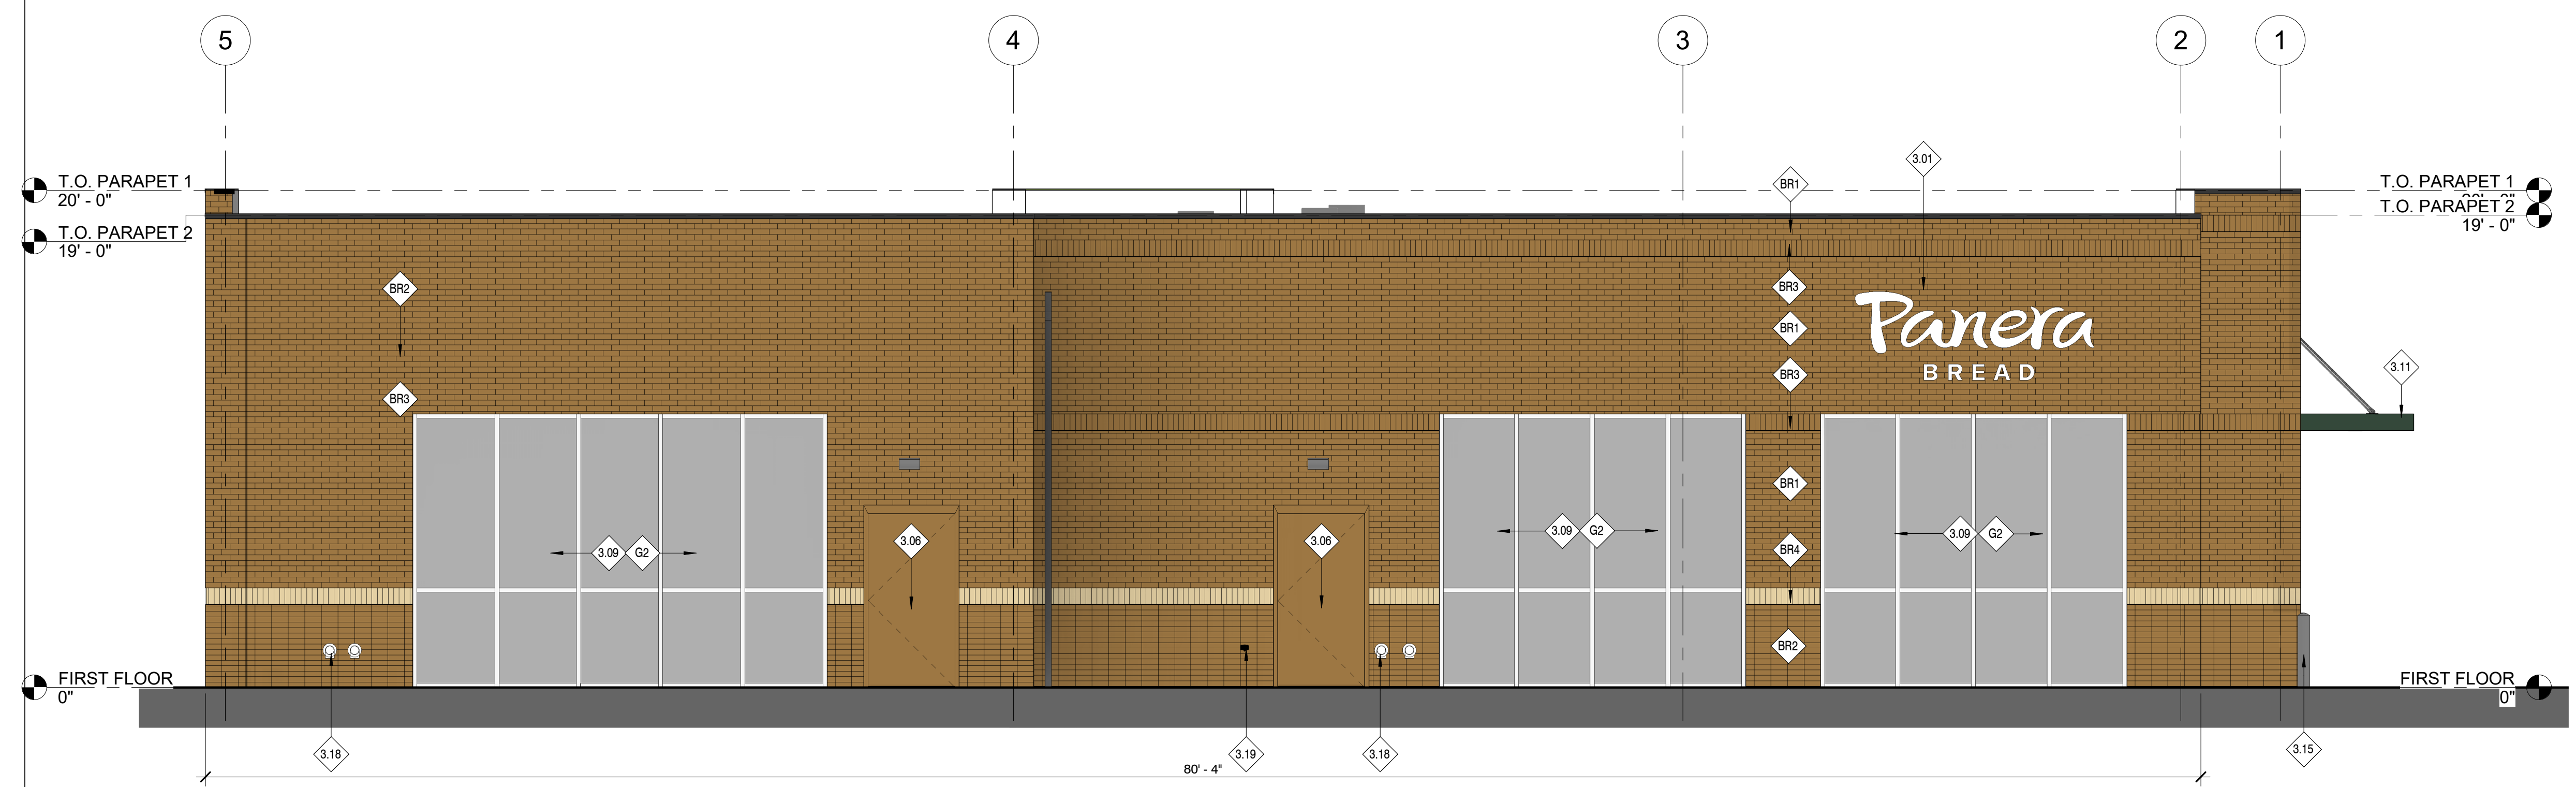 5
4
3
2
1
3.01
T.O. PARAPET 1
20' - 0"
BR1
T.O. PARAPET 1
T.O. PARAPET 2
19' - 0"
T.O. PARAPET 2
19' - 0"
BR2
BR3
BR1
Panera
BREAD
BR3
3.11
BR3
BR1
3.09
G2
3.06
3.06
3.09
G2
3.09
G2
BR4
BR2
FIRST FLOOR
0"
FIRST FLOOR
0"
3.18
3.19
3.18
3.15
80' - 4"